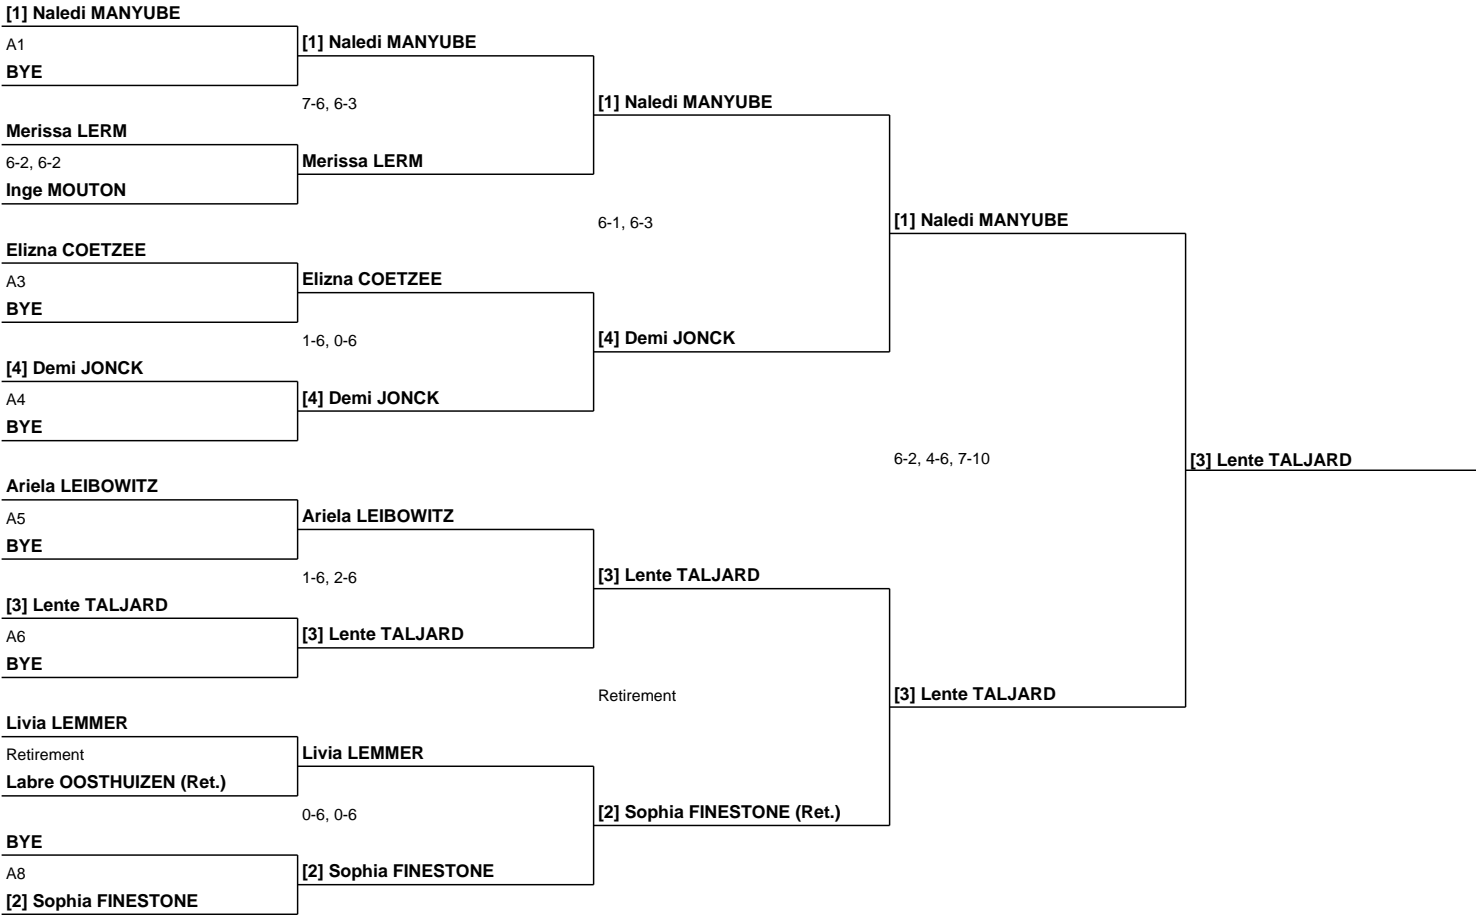 [1] Naledi MANYUBE
A1
BYE
[1] Naledi MANYUBE
7-6, 6-3
Merissa LERM
6-2, 6-2
Inge MOUTON
Merissa LERM
[1] Naledi MANYUBE
6-1, 6-3
Elizna COETZEE
A3
BYE
Elizna COETZEE
1-6, 0-6
[4] Demi JONCK
A4
BYE
[4] Demi JONCK
[4] Demi JONCK
[1] Naledi MANYUBE
6-2, 4-6, 7-10
[3] Lente TALJARD
Ariela LEIBOWITZ
A5
BYE
Ariela LEIBOWITZ
1-6, 2-6
[3] Lente TALJARD
A6
BYE
[3] Lente TALJARD
[3] Lente TALJARD
Retirement
[3] Lente TALJARD
Livia LEMMER
Retirement
Labre OOSTHUIZEN (Ret.)
Livia LEMMER
0-6, 0-6
[2] Sophia FINESTONE (Ret.)
BYE
A8
[2] Sophia FINESTONE
[2] Sophia FINESTONE